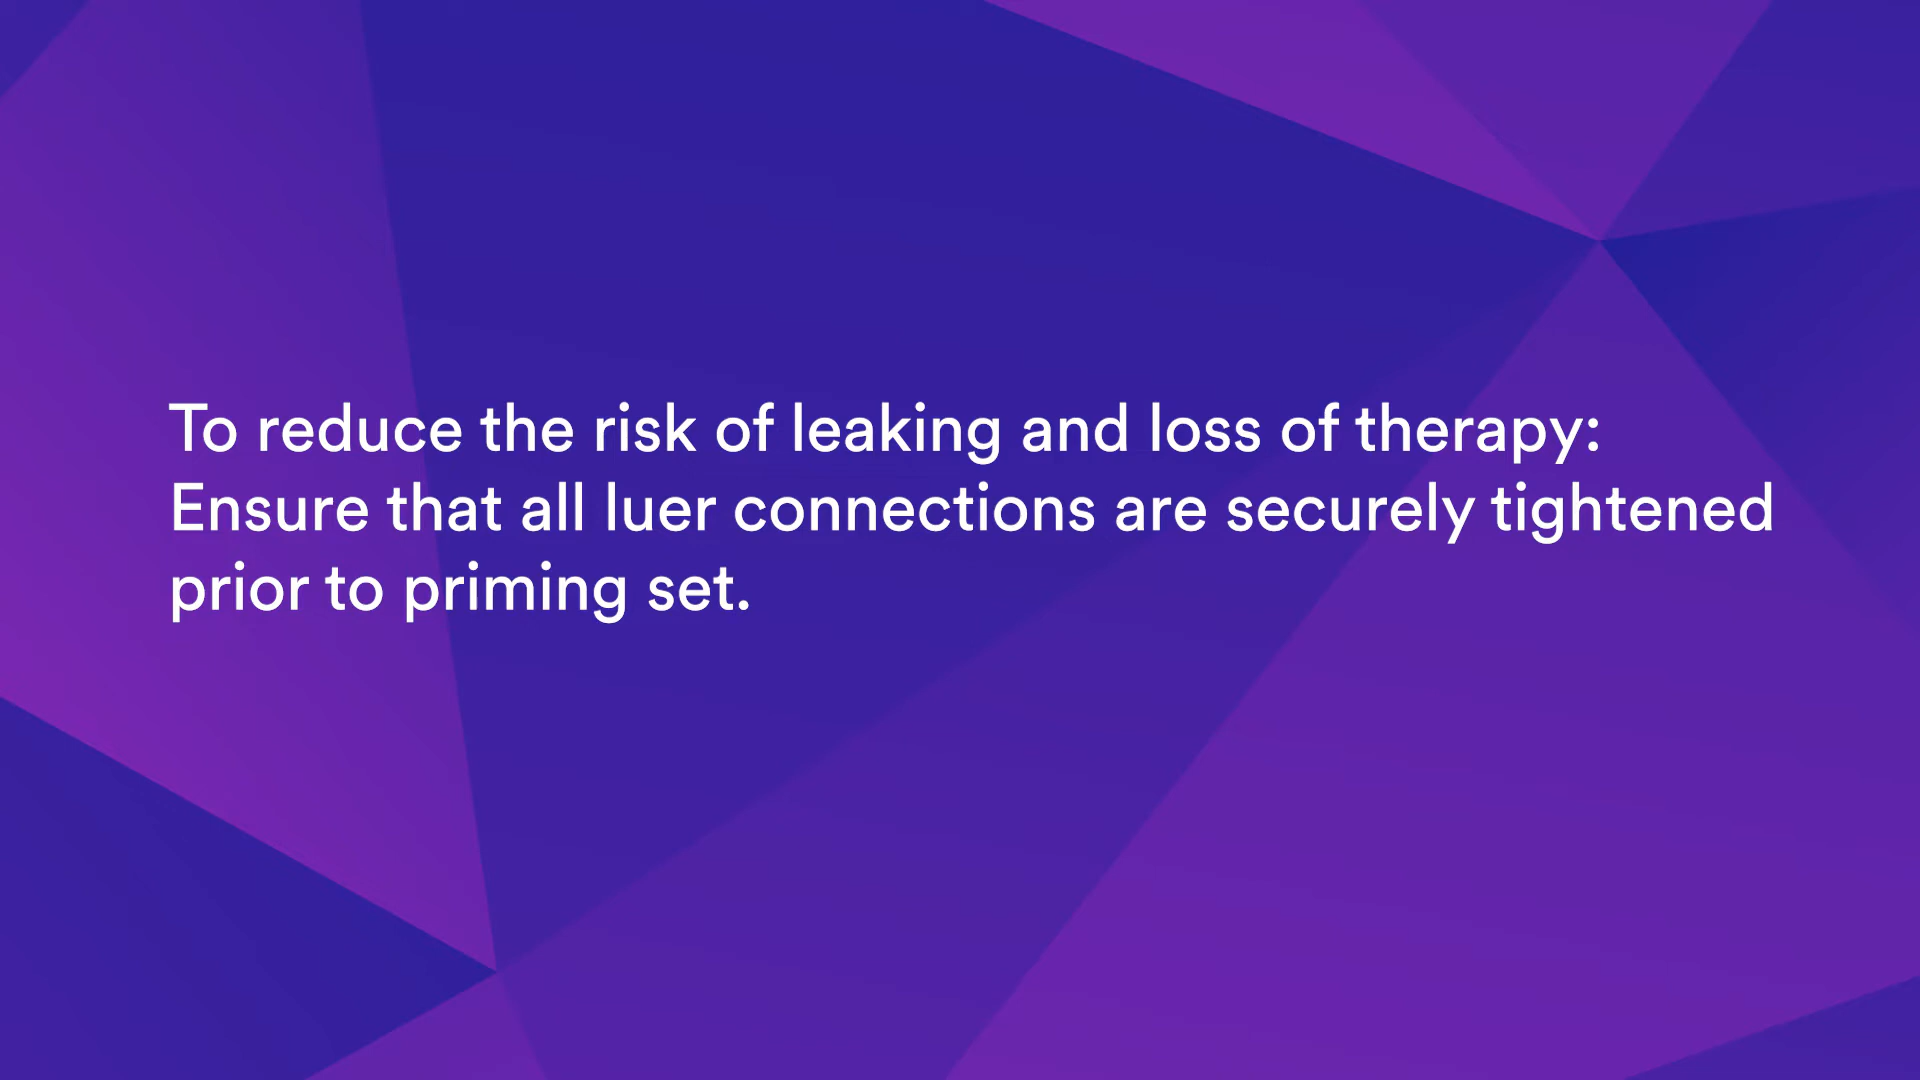 To reduce the risk of leaking and loss of therapy:
Ensure that all luer connections are securely tightened
prior to priming set.